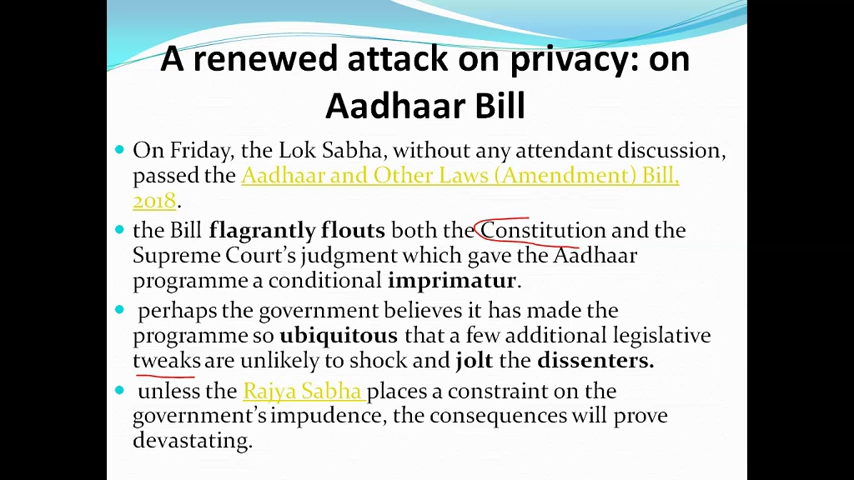 A renewed attack on privacy: on
Aadhaar Bill
On Friday, the Lok Sabha, without any attendant discussion,
passed the Aadhaar and Other Laws (Amendment) Bill,
2018.
the Bill flagrantly flouts both the Constitution and the
Supreme Court's judgment which gave the Aadhaar
programme a conditional imprimatur.
perhaps the government believes it has made the
programme so ubiquitous that a few additional legislative
tweaks are unlikely to shock and jolt the dissenters.
unless the Rajya Sabha places a constraint on the
government's impudence, the consequences will prove
devastating.